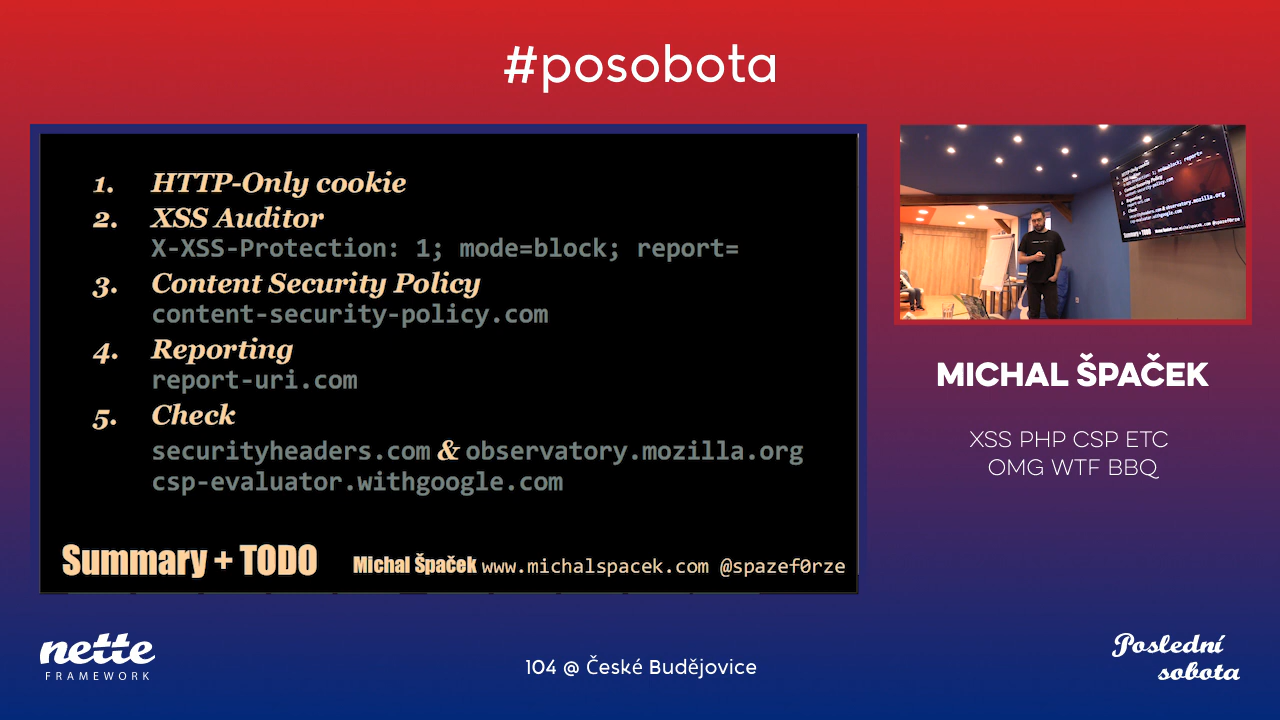 #posobota
1. HTTP-Only cookie
2. XSS Auditor
X-XSS-Protection: 1; mode=block; report=
3. Content Security Policy
content-security-policy.com
4. Reporting
report-uri.com
5. Check
securityheaders.com & observatory.mozilla.org
csp-evaluator.withgoogle.com
Summary + TODO
Michal Špaček www.michalspacek.com @spazef0rze
MICHAL ŠPAČEK
XSS PHP CSP ETC
OMG WTF BBQ
nette
FRAMEWORK
104 @ České Budějovice
Poslední
sobota